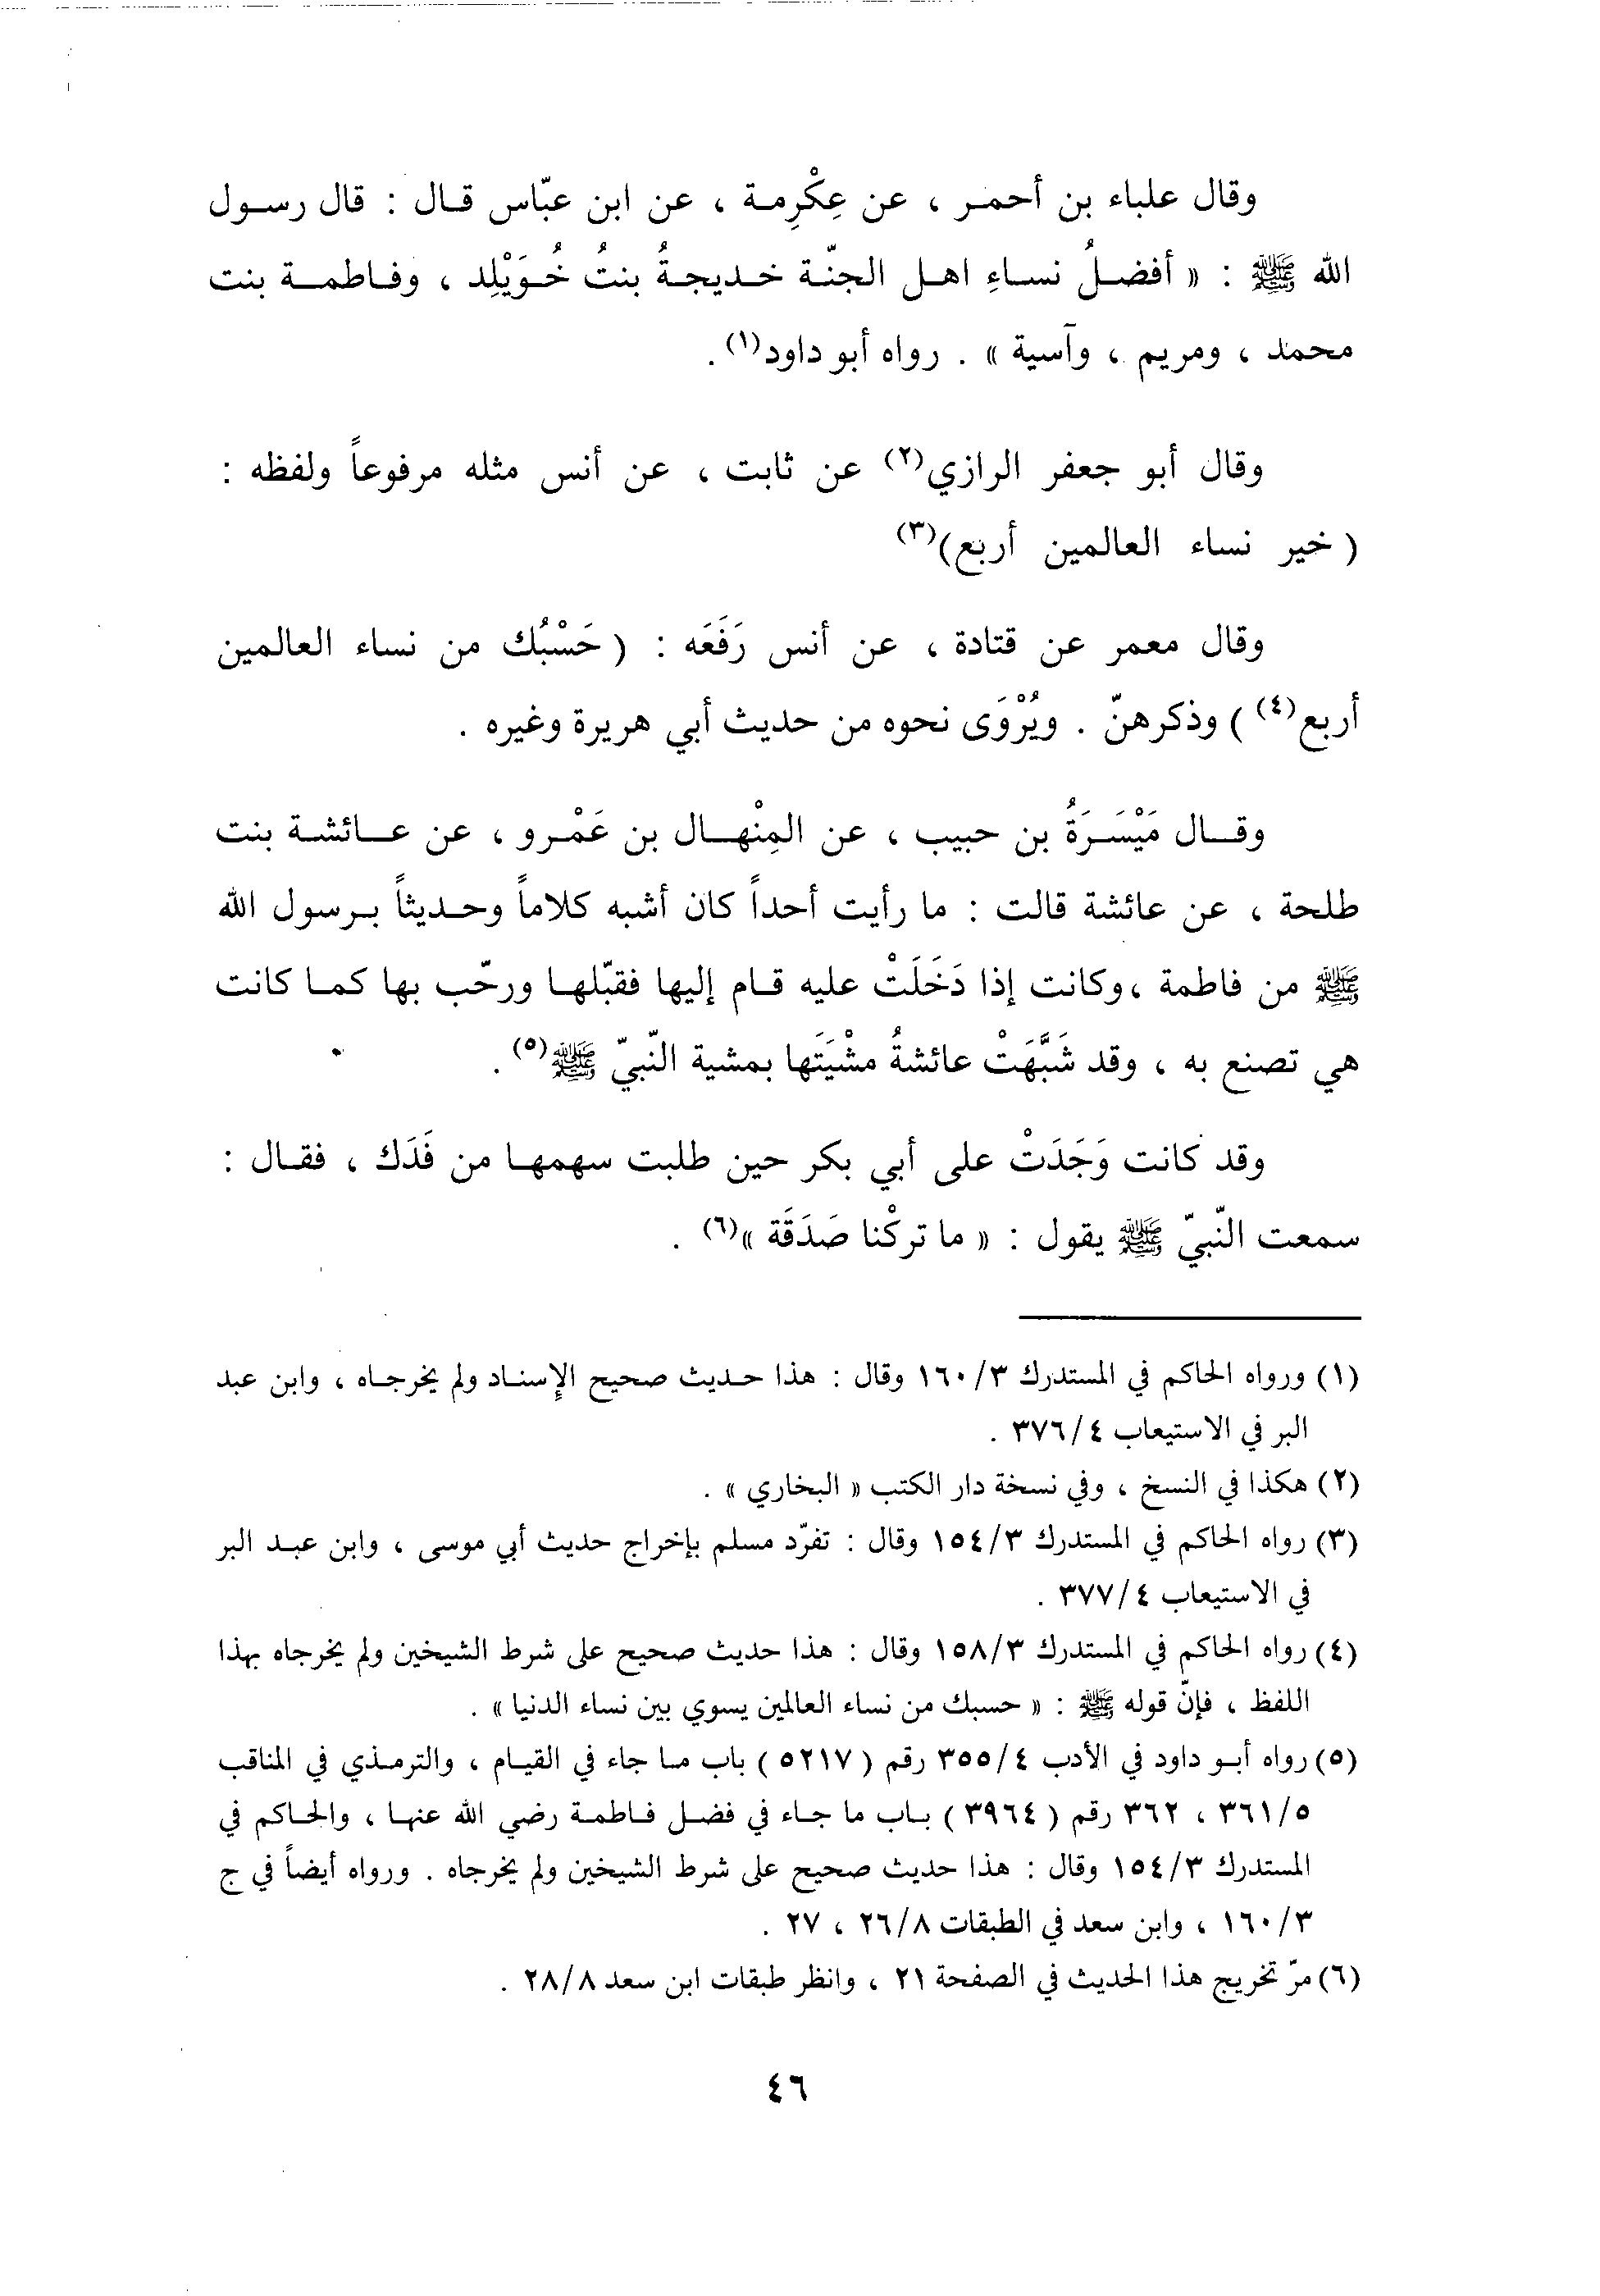 وقال علباء بن أحمر ، عن عِكْرِمة ، عن ابن عبّاس قال : قال رسول
الله ﷺ : « أفضلُ نساءِ اهل الجنّة خديجةُ بنتُ خُوَيْلِد ، وفاطمة بنت
محمد ، ومريم ، وآسية » . رواه أبو داود(١) .
وقال أبو جعفر الرازي(٢) عن ثابت ، عن أنس مثله مرفوعاً ولفظه :
( خير نساء العالمين أربع)(٣)
وقال معمر عن قتادة ، عن أنس رَفَعَه : ( حَسْبُك من نساء العالمين
أربع(٤) ) وذكرهنّ . ويُرْوَى نحوه من حديث أبي هريرة وغيره .
وقال مَيْسَرَةُ بن حبيب ، عن المِنْهال بن عَمْرو ، عن عائشة بنت
طلحة ، عن عائشة قالت : ما رأيت أحداً كان أشبه كلاماً وحديثاً برسول الله
ﷺ من فاطمة ، وكانت إذا دَخَلَتْ عليه قام إليها فقبّلها ورحّب بها كما كانت
هي تصنع به ، وقد شَبَّهَتْ عائشةُ مشْيَتَها بمشية النّبيّ ﷺ(٥) .
وقد كانت وَجَدَتْ على أبي بكر حين طلبت سهمها من فَدَك ، فقال :
سمعت النّبيّ ﷺ يقول : « ما تركْنا صَدَقَة »(٦) .
(١) ورواه الحاكم في المستدرك ١٦٠/٣ وقال : هذا حديث صحيح الإسناد ولم يخرجاه ، وابن عبد
البر في الاستيعاب ٣٧٦/٤ .
(٢) هكذا في النسخ ، وفي نسخة دار الكتب « البخاري » .
(٣) رواه الحاكم في المستدرك ١٥٤/٣ وقال : تفرّد مسلم بإخراج حديث أبي موسى ، وابن عبد البر
في الاستيعاب ٣٧٧/٤ .
(٤) رواه الحاكم في المستدرك ١٥٨/٣ وقال : هذا حديث صحيح على شرط الشيخين ولم يخرجاه بهذا
اللفظ ، فإنّ قوله ﷺ : « حسبك من نساء العالمين يسوي بين نساء الدنيا » .
(٥) رواه أبو داود في الأدب ٣٥٥/٤ رقم ( ٥٢١٧ ) باب ما جاء في القيام ، والترمذي في المناقب
٣٦١/٥ ، ٣٦٢ رقم ( ٣٩٦٤ ) باب ما جاء في فضل فاطمة رضي الله عنها ، والحاكم في
المستدرك ١٥٤/٣ وقال : هذا حديث صحيح على شرط الشيخين ولم يخرجاه . ورواه أيضاً في ج
١٦٠/٣ ، وابن سعد في الطبقات ٢٦/٨ ، ٢٧ .
(٦) مرّ تخريج هذا الحديث في الصفحة ٢١ ، وانظر طبقات ابن سعد ٢٨/٨ .
٤٦